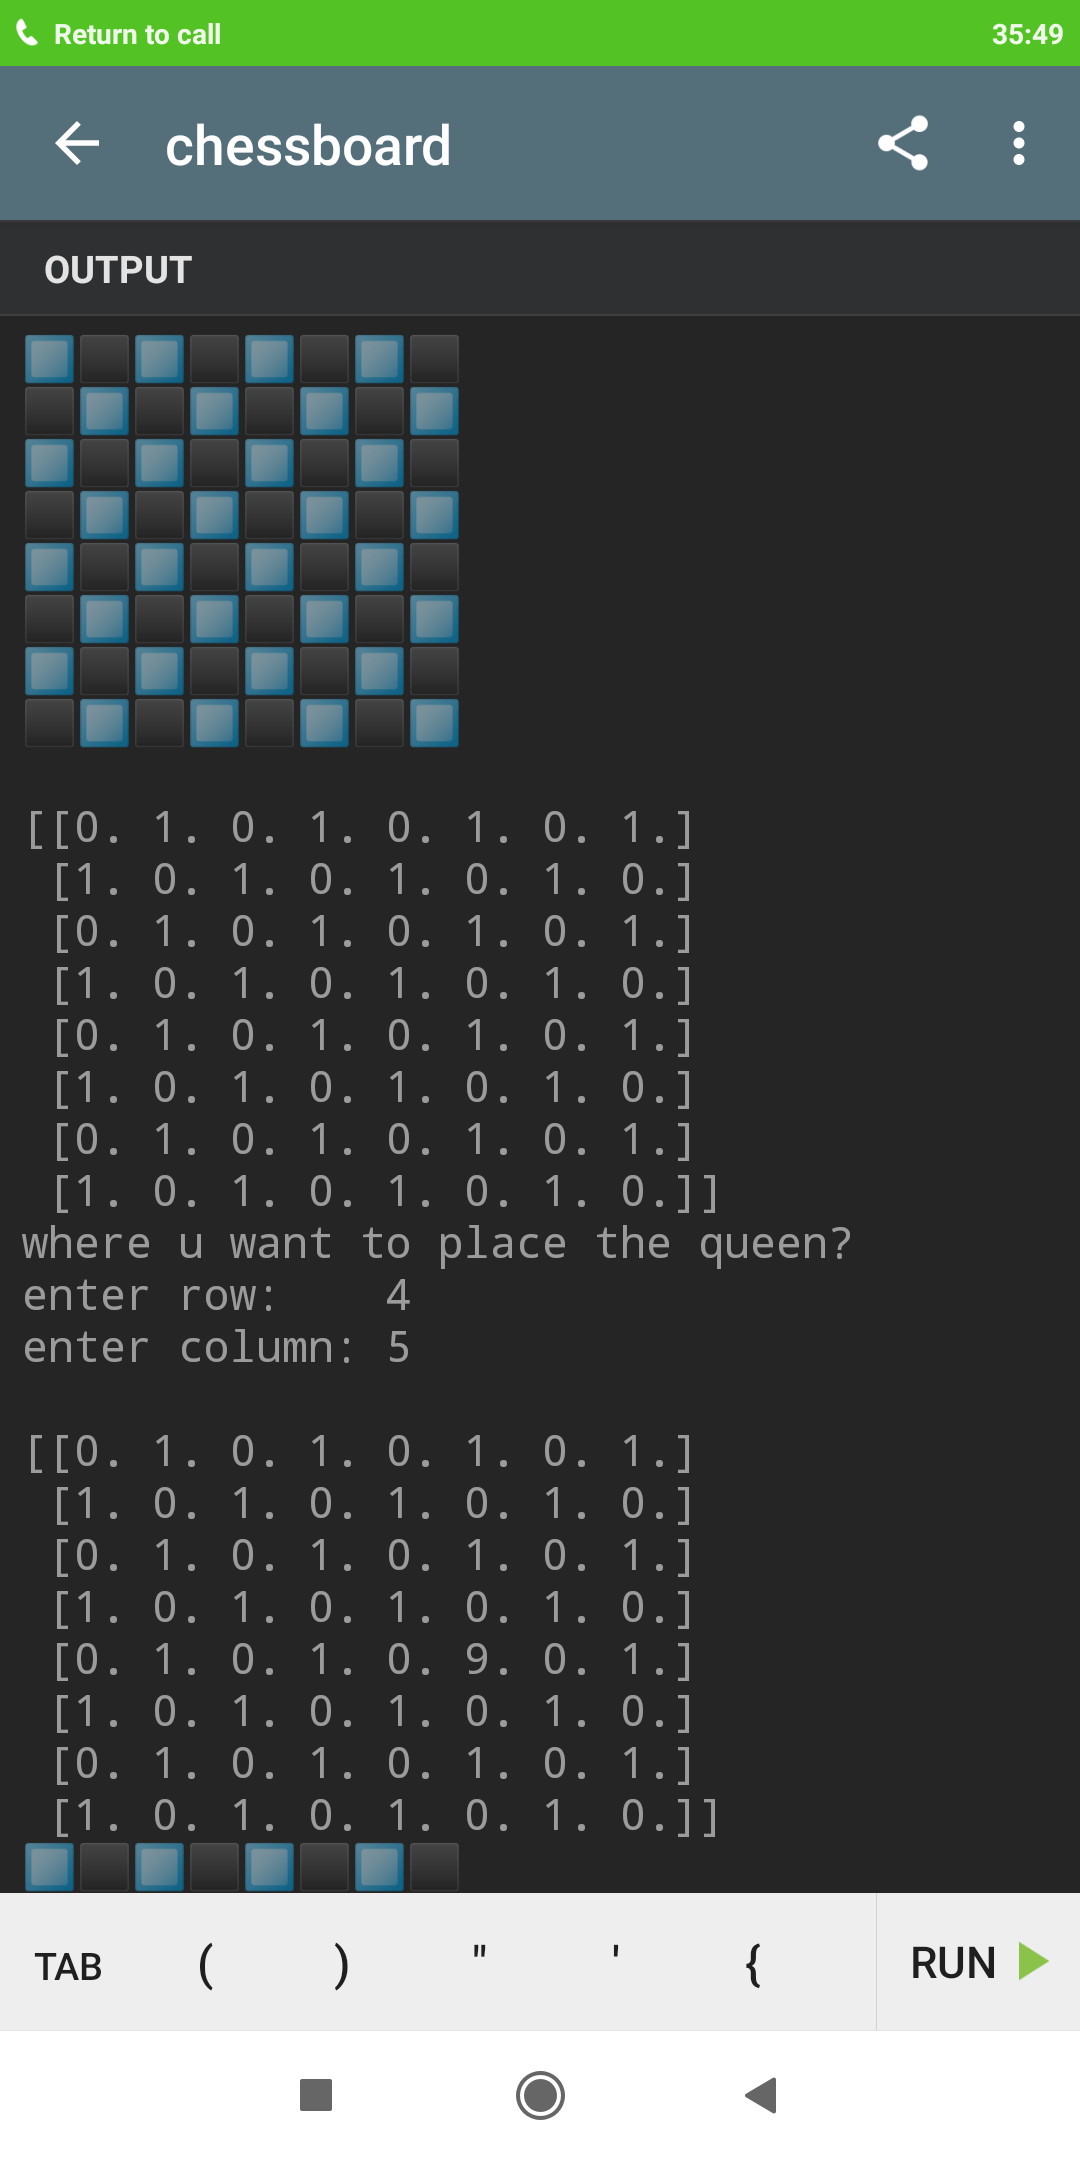 Return to call 35:49
chessboard
OUTPUT
[[0. 1. 0. 1. 0. 1. 0. 1.]
[1. 0. 1. 0. 1. 0. 1. 0.]
[0. 1. 0. 1. 0. 1. 0. 1.]
[1. 0. 1. 0. 1. 0. 1. 0.]
[0. 1. 0. 1. 0. 1. 0. 1.]
[1. 0. 1. 0. 1. 0. 1. 0.]
[0. 1. 0. 1. 0. 1. 0. 1.]
[1. 0. 1. 0. 1. 0. 1. 0.]]
where u want to place the queen?
enter row: 4
enter column: 5
[[0. 1. 0. 1. 0. 1. 0. 1.]
[1. 0. 1. 0. 1. 0. 1. 0.]
[0. 1. 0. 1. 0. 1. 0. 1.]
[1. 0. 1. 0. 1. 0. 1. 0.]
[0. 1. 0. 1. 0. 9. 0. 1.]
[1. 0. 1. 0. 1. 0. 1. 0.]
[0. 1. 0. 1. 0. 1. 0. 1.]
[1. 0. 1. 0. 1. 0. 1. 0.]]
TAB ( ) " ' { RUN